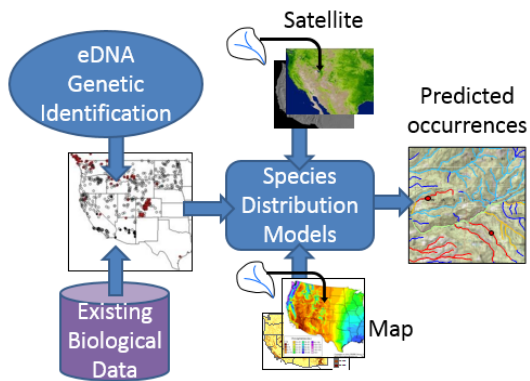 eDNA
Genetic
Identification
Satellite
Predicted
occurrences
Species
Distribution
Models
Existing
Biological
Data
Map